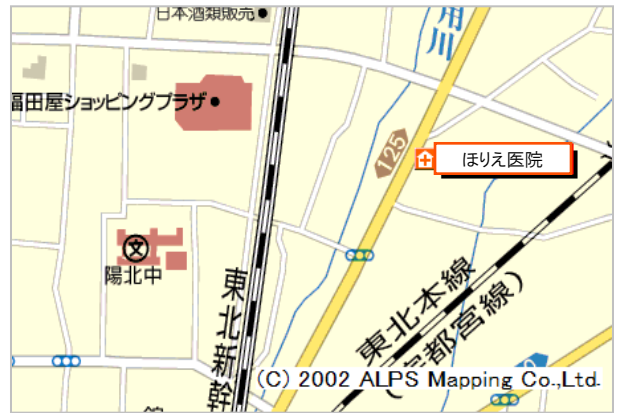 日本酒類販売
用川
福田屋ショッピングプラザ
125
ほりえ医院
文
陽北中
東北新幹
東北本線
(宇都宮線)
(C) 2002 ALPS Mapping Co.,Ltd.